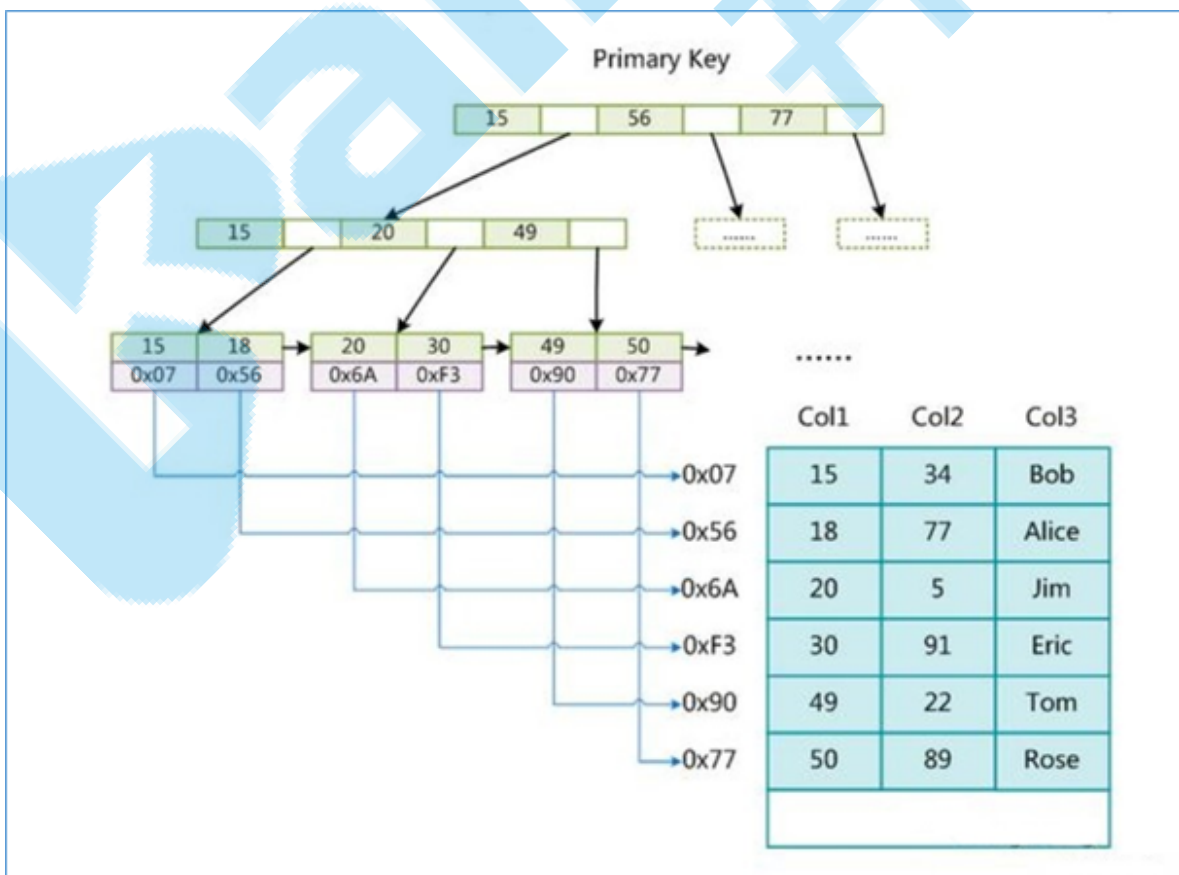 Primary Key
15 56 77
15 20 49 ...... ......
15 18 20 30 49 50 ......
0x07 0x56 0x6A 0xF3 0x90 0x77
Col1 Col2 Col3
0x07 15 34 Bob
0x56 18 77 Alice
0x6A 20 5 Jim
0xF3 30 91 Eric
0x90 49 22 Tom
0x77 50 89 Rose